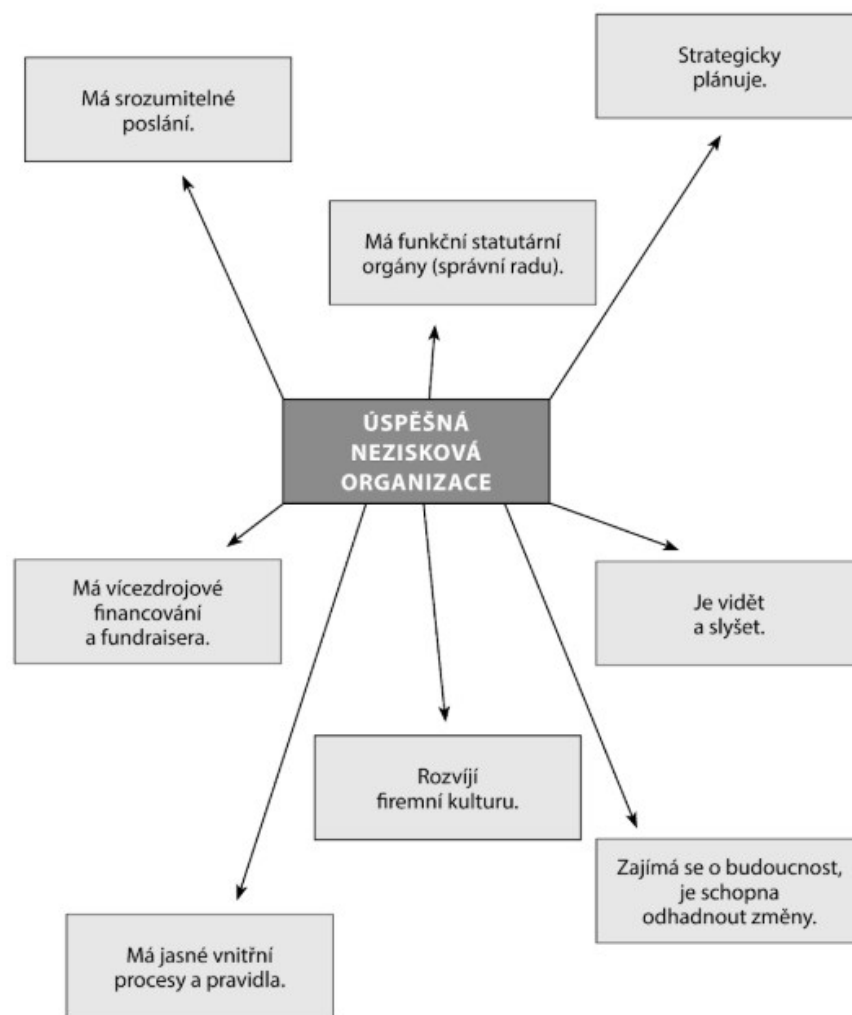 Strategicky
plánuje.
Má srozumitelné
poslání.
Má funkční statutární
orgány (správní radu).
ÚSPĚŠNÁ
NEZISKOVÁ
ORGANIZACE
Má vícezdrojové
financování
a fundraisera.
Je vidět
a slyšet.
Rozvíjí
firemní kulturu.
Zajímá se o budoucnost,
je schopna
odhadnout změny.
Má jasné vnitřní
procesy a pravidla.